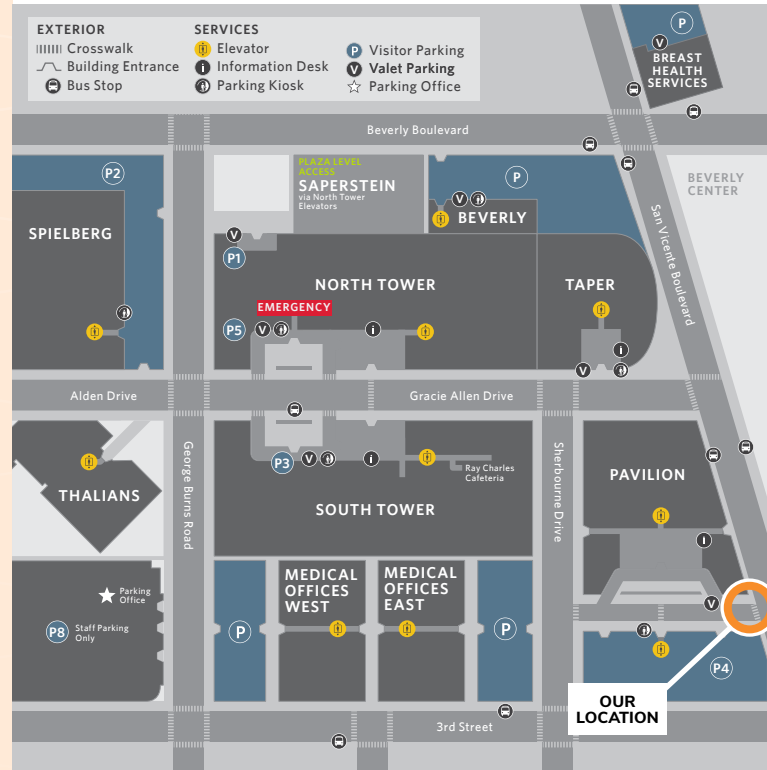 EXTERIOR
Crosswalk
Building Entrance
Bus Stop
SERVICES
Elevator
i Information Desk
Parking Kiosk
P Visitor Parking
V Valet Parking
Parking Office
P
V
BREAST
HEALTH
SERVICES
Beverly Boulevard
P2
SPIELBERG
PLAZA LEVEL
ACCESS
SAPERSTEIN
via North Tower
Elevators
P
V
BEVERLY
BEVERLY
CENTER
San Vicente Boulevard
V
P1
NORTH TOWER
TAPER
EMERGENCY
P5
V
i
i
V
Alden Drive
Gracie Allen Drive
THALIANS
George Burns Road
P3
V
i
Ray Charles
Cafeteria
SOUTH TOWER
Sherbourne Drive
PAVILION
i
V
MEDICAL
OFFICES
WEST
MEDICAL
OFFICES
EAST
P
P
Parking
Office
P8
Staff Parking
Only
P4
OUR
LOCATION
3rd Street